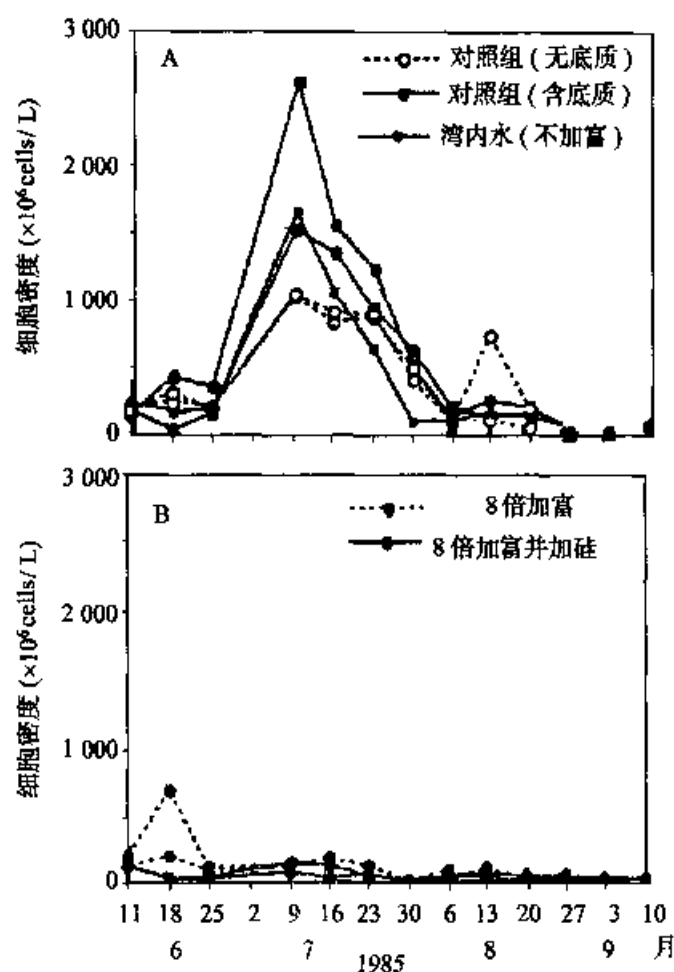 3 000
A
对照组 (无底质)
对照组 (含底质)
湾内水 (不加富)
2 000
1 000
0
细胞密度 (×10⁶cells/L)
3 000
B
8倍加富
8倍加富并加硅
2 000
1 000
0
细胞密度 (×10⁶cells/L)
11 18 25 2 9 16 23 30 6 13 20 27 3 10
6 7 8 9 月
1985